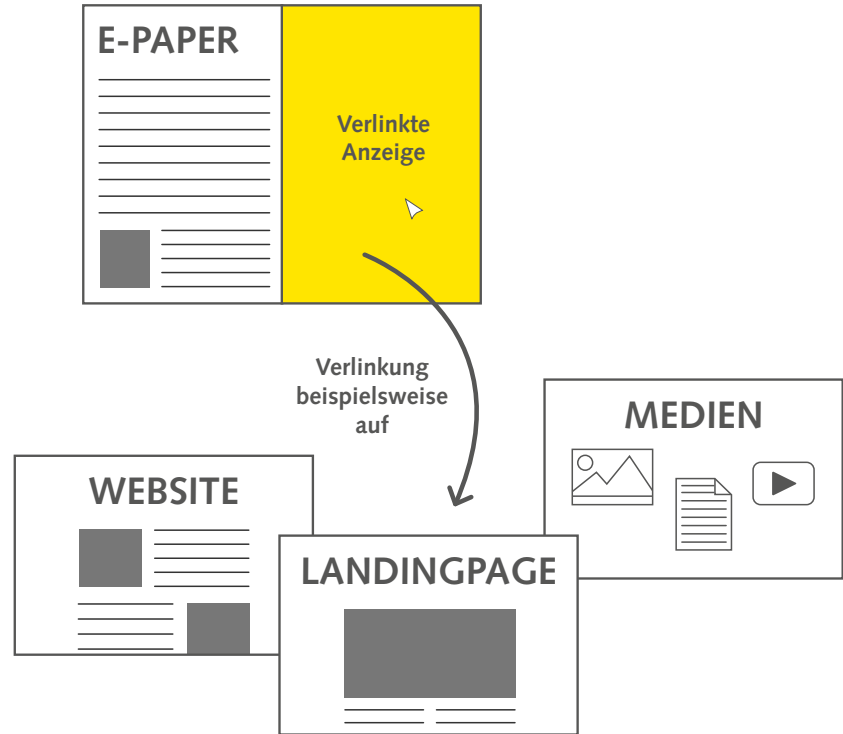 E-PAPER
Verlinkte
Anzeige
Verlinkung
beispielsweise
auf
MEDIEN
WEBSITE
LANDINGPAGE